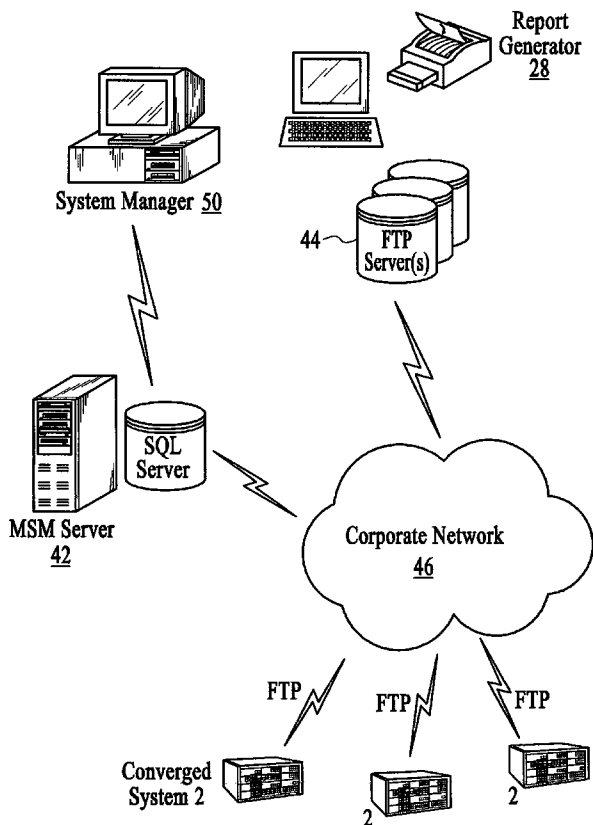 Report
Generator
28
System Manager 50
44
FTP
Server(s)
SQL
Server
MSM Server
42
Corporate Network
46
FTP
FTP
FTP
Converged
System 2
2
2